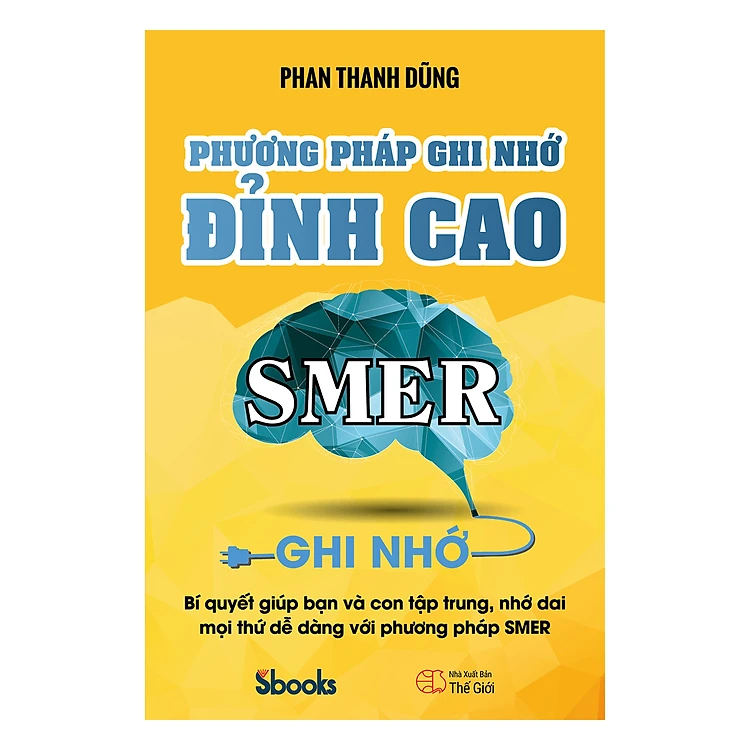 PHAN THANH DŨNG
PHƯƠNG PHÁP GHI NHỚ
ĐỈNH CAO
SMER
GHI NHỚ
Bí quyết giúp bạn và con tập trung, nhớ dai
mọi thứ dễ dàng với phương pháp SMER
Sbooks
Nhà Xuất Bản
Thế Giới